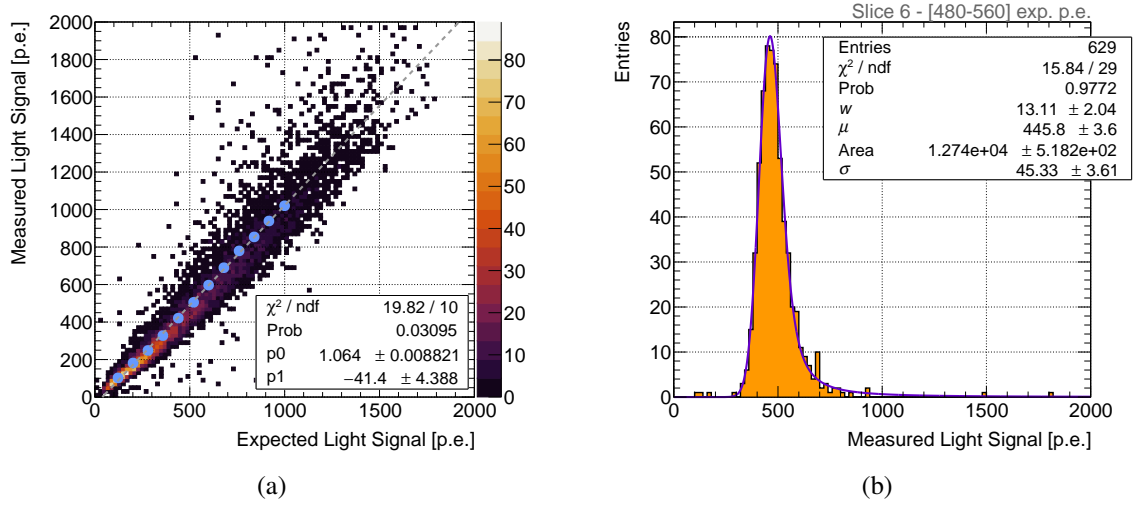 Slice 6 - [480-560] exp. p.e.
Measured Light Signal [p.e.]
2000
1800
1600
1400
1200
1000
800
600
400
200
0
0 500 1000 1500 2000
Expected Light Signal [p.e.]
80
70
60
50
40
30
20
10
0
χ² / ndf 19.82 / 10
Prob 0.03095
p0 1.064 ± 0.008821
p1 −41.4 ± 4.388
(a)
Entries
80
70
60
50
40
30
20
10
0
0 500 1000 1500 2000
Measured Light Signal [p.e.]
Entries 629
χ² / ndf 15.84 / 29
Prob 0.9772
w 13.11 ± 2.04
μ 445.8 ± 3.6
Area 1.274e+04 ± 5.182e+02
σ 45.33 ± 3.61
(b)